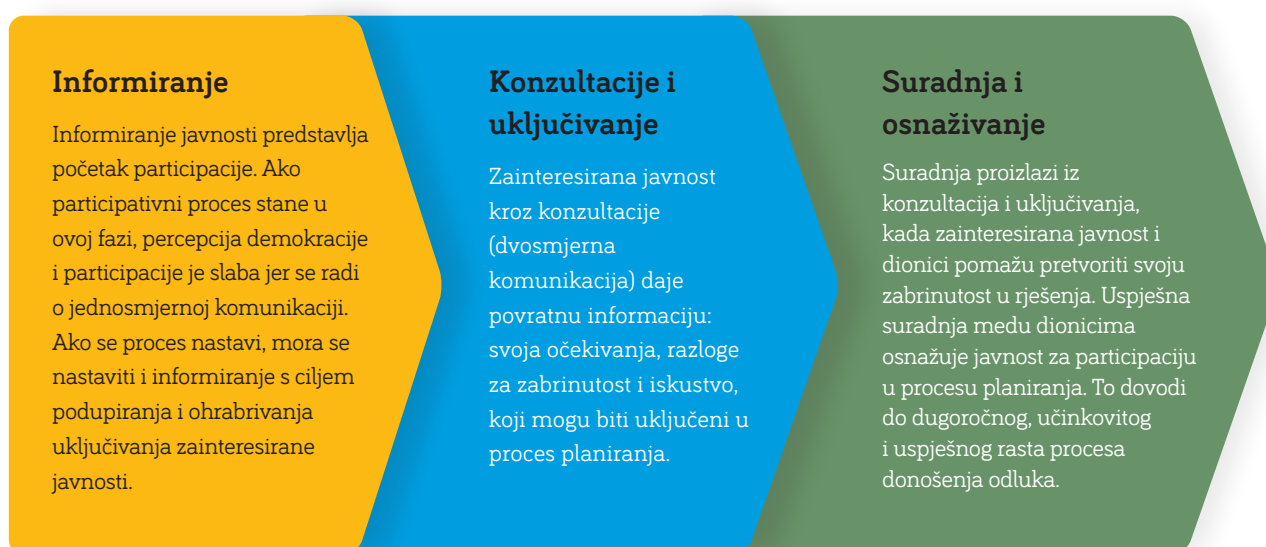 Informiranje
Informiranje javnosti predstavlja
početak participacije. Ako
participativni proces stane u
ovoj fazi, percepcija demokracije
i participacije je slaba jer se radi
o jednosmjernoj komunikaciji.
Ako se proces nastavi, mora se
nastaviti i informiranje s ciljem
podupiranja i ohrabrivanja
uključivanja zainteresirane
javnosti.
Konzultacije i
uključivanje
Zainteresirana javnost
kroz konzultacije
(dvosmjerna
komunikacija) daje
povratnu informaciju:
svoja očekivanja, razloge
za zabrinutost i iskustvo,
koji mogu biti uključeni u
proces planiranja.
Suradnja i
osnaživanje
Suradnja proizlazi iz
konzultacija i uključivanja,
kada zainteresirana javnost i
dionici pomažu pretvoriti svoju
zabrinutost u rješenja. Uspješna
suradnja medu dionicima
osnažuje javnost za participaciju
u procesu planiranja. To dovodi
do dugoročnog, učinkovitog
i uspješnog rasta procesa
donošenja odluka.